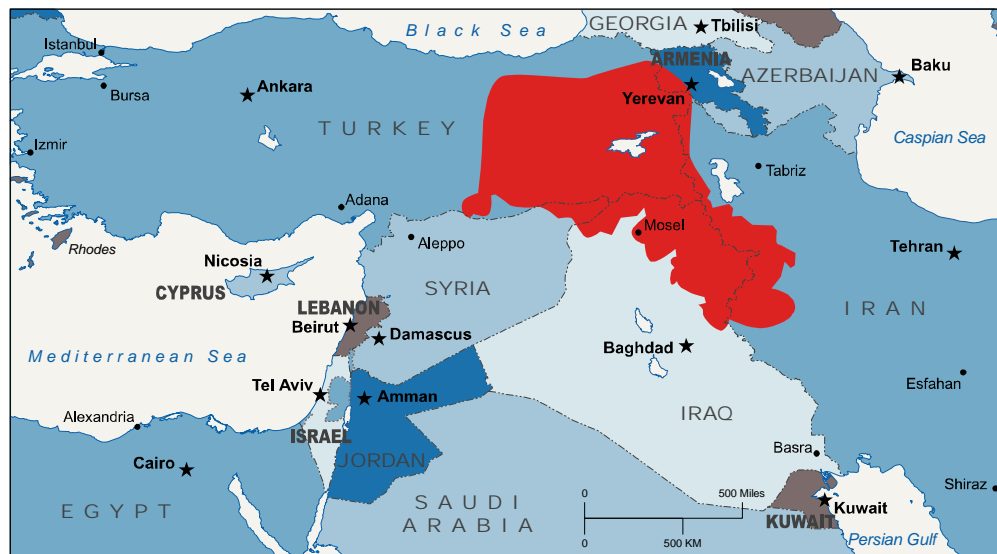 GEORGIA
Tbilisi
Black Sea
Istanbul
ARMENIA
AZERBAIJAN
Baku
Bursa
Ankara
Yerevan
TURKEY
Caspian Sea
Izmir
Tabriz
Adana
Rhodes
Aleppo
Mosel
Tehran
Nicosia
CYPRUS
SYRIA
LEBANON
IRAN
Beirut
Damascus
Baghdad
Mediterranean Sea
Esfahan
Tel Aviv
Amman
Alexandria
IRAQ
ISRAEL
Basra
JORDAN
Cairo
Shiraz
EGYPT
SAUDI
ARABIA
0
500 Miles
0
500 KM
KUWAIT
Kuwait
Persian Gulf